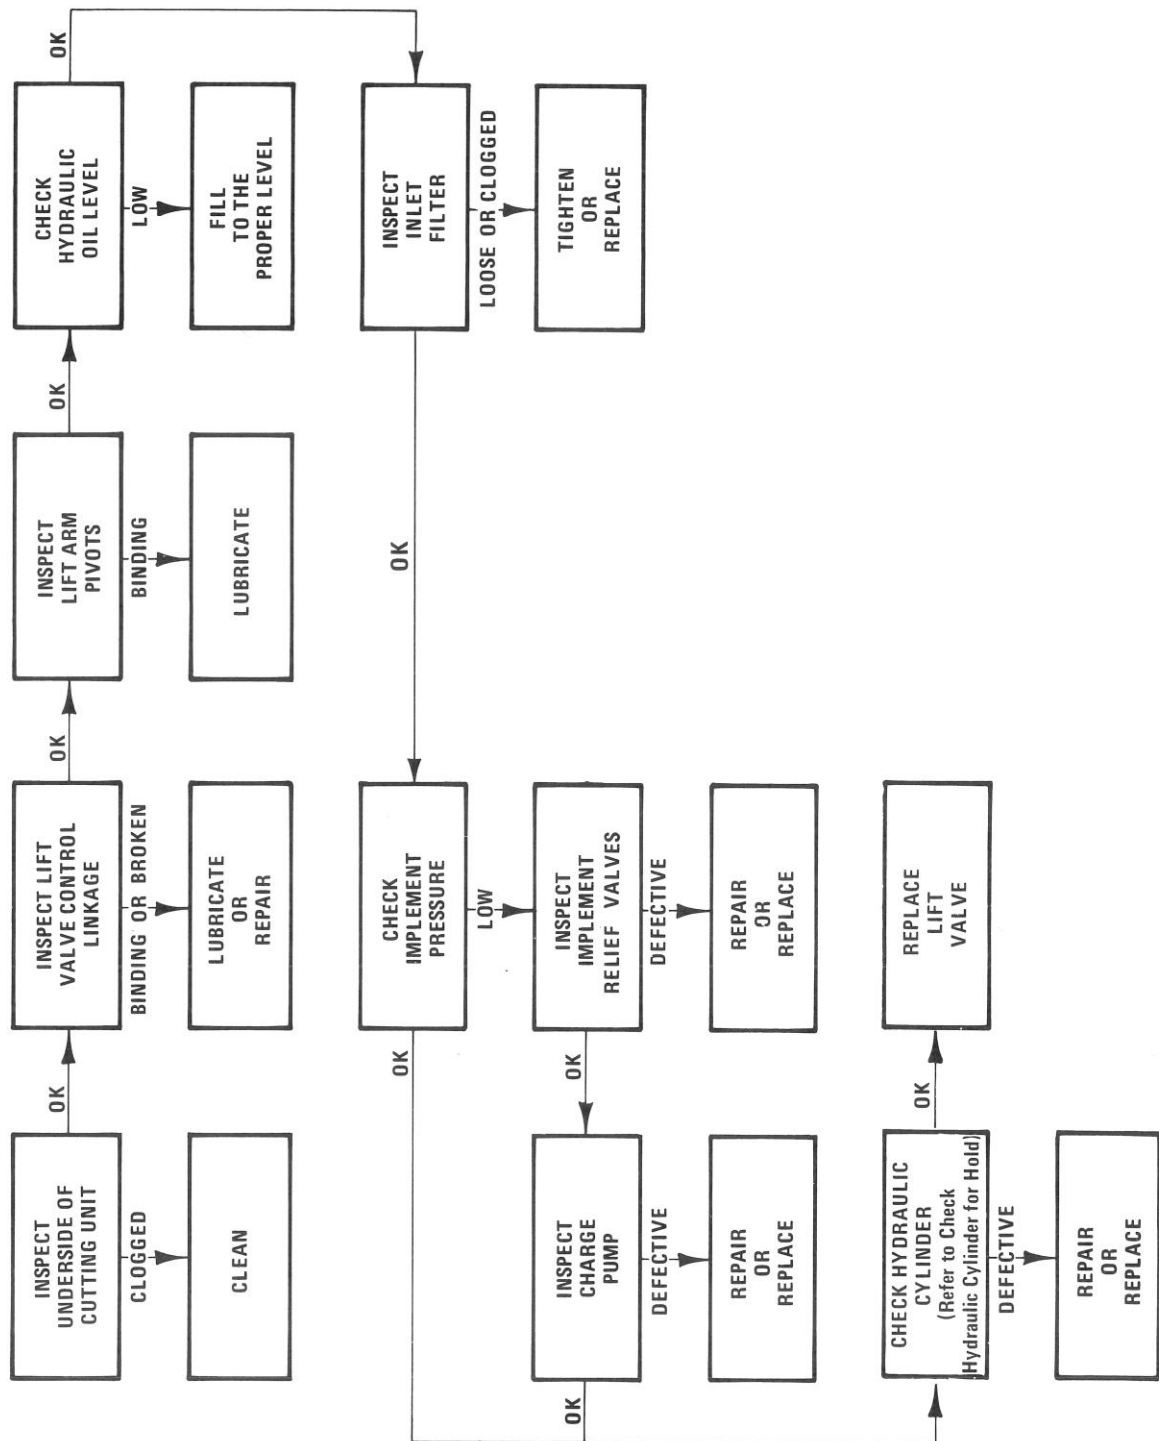 INSPECT
UNDERSIDE OF
CUTTING UNIT
OK
CLOGGED
CLEAN
INSPECT LIFT
VALVE CONTROL
LINKAGE
OK
BINDING OR BROKEN
LUBRICATE
OR
REPAIR
INSPECT
LIFT ARM
PIVOTS
OK
BINDING
LUBRICATE
CHECK
HYDRAULIC
OIL LEVEL
OK
LOW
FILL
TO THE
PROPER LEVEL
INSPECT
INLET
FILTER
LOOSE OR CLOGGED
TIGHTEN
OR
REPLACE
OK
CHECK
IMPLEMENT
PRESSURE
OK
LOW
INSPECT
IMPLEMENT
RELIEF VALVES
DEFECTIVE
REPAIR
OR
REPLACE
OK
INSPECT
CHARGE
PUMP
DEFECTIVE
REPAIR
OR
REPLACE
OK
CHECK HYDRAULIC
CYLINDER
(Refer to Check
Hydraulic Cylinder for Hold)
DEFECTIVE
REPAIR
OR
REPLACE
OK
REPLACE
LIFT
VALVE